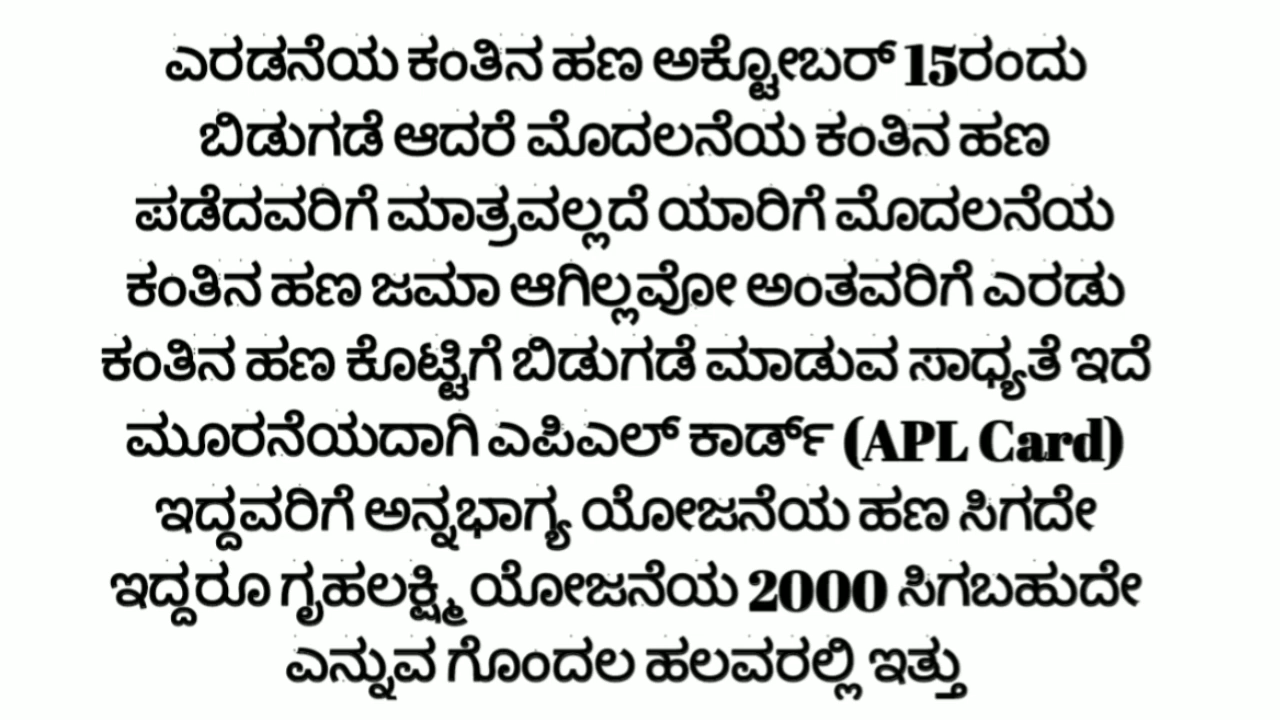 ಎರಡನೆಯ ಕಂತಿನ ಹಣ ಅಕ್ಟೋಬರ್ 15ರಂದು
ಬಿಡುಗಡೆ ಆದರೆ ಮೊದಲನೆಯ ಕಂತಿನ ಹಣ
ಪಡೆದವರಿಗೆ ಮಾತ್ರವಲ್ಲದೆ ಯಾರಿಗೆ ಮೊದಲನೆಯ
ಕಂತಿನ ಹಣ ಜಮಾ ಆಗಿಲ್ಲವೋ ಅಂತವರಿಗೆ ಎರಡು
ಕಂತಿನ ಹಣ ಕೊಟ್ಟಿಗೆ ಬಿಡುಗಡೆ ಮಾಡುವ ಸಾಧ್ಯತೆ ಇದೆ
ಮೂರನೆಯದಾಗಿ ಎಪಿಎಲ್ ಕಾರ್ಡ್ (APL Card)
ಇದ್ದವರಿಗೆ ಅನ್ನಭಾಗ್ಯ ಯೋಜನೆಯ ಹಣ ಸಿಗದೇ
ಇದ್ದರೂ ಗೃಹಲಕ್ಷ್ಮಿ ಯೋಜನೆಯ 2000 ಸಿಗಬಹುದೇ
ಎನ್ನುವ ಗೊಂದಲ ಹಲವರಲ್ಲಿ ಇತ್ತು